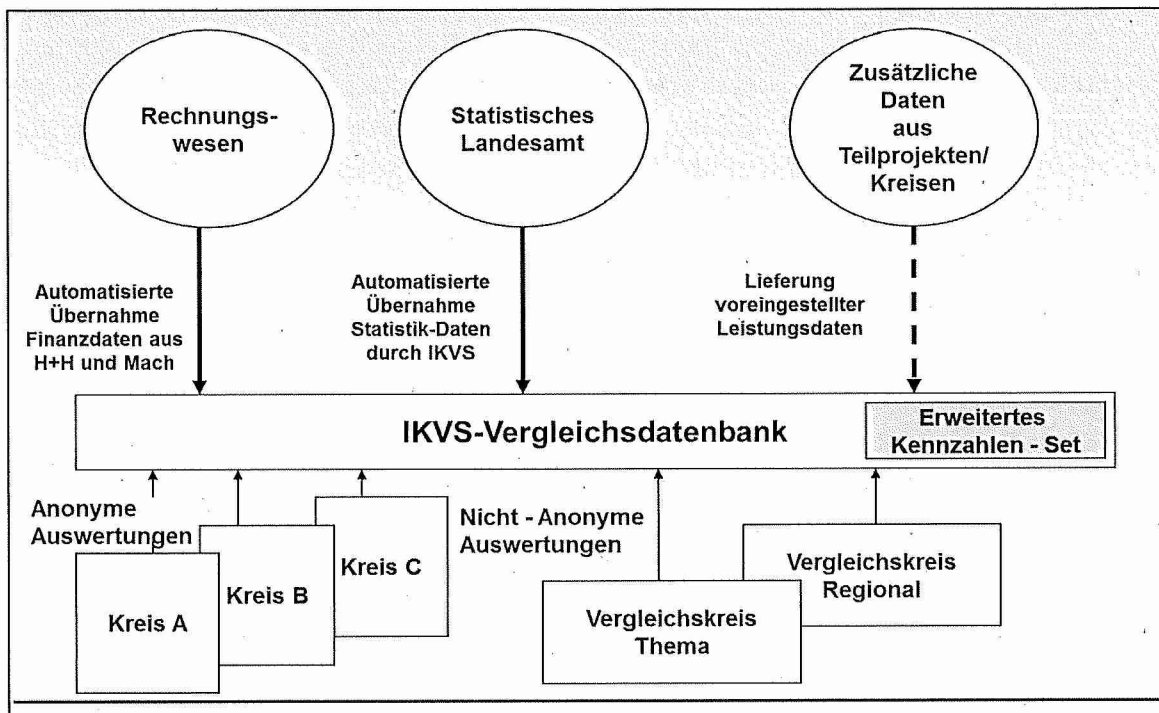 Rechnungs-
wesen
Statistisches
Landesamt
Zusätzliche
Daten
aus
Teilprojekten/
Kreisen
Automatisierte
Übernahme
Finanzdaten aus
H+H und Mach
Automatisierte
Übernahme
Statistik-Daten
durch IKVS
Lieferung
voreingestellter
Leistungsdaten
IKVS-Vergleichsdatenbank
Erweitertes
Kennzahlen - Set
Anonyme
Auswertungen
Kreis A
Kreis B
Kreis C
Nicht - Anonyme
Auswertungen
Vergleichskreis
Thema
Vergleichskreis
Regional